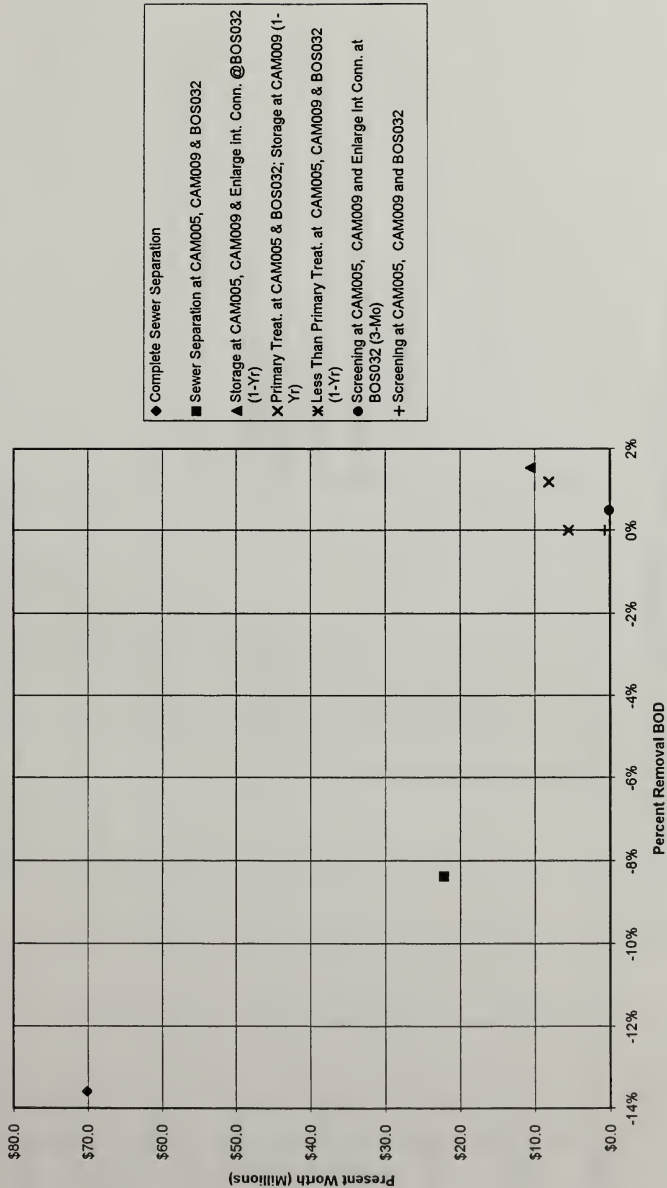 $80.0
$70.0
$60.0
$50.0
$40.0
$30.0
$20.0
$10.0
$0.0
Present Worth (Millions)
-14%
-12%
-10%
-8%
-6%
-4%
-2%
0%
2%
Percent Removal BOD
Complete Sewer Separation
Sewer Separation at CAM005, CAM009 & BOS032
Storage at CAM005, CAM009 & Enlarge Int. Conn. @BOS032
(1-Yr)
Primary Treat. at CAM005 & BOS032; Storage at CAM009 (1-
Yr)
Less Than Primary Treat. at CAM005, CAM009 & BOS032
(1-Yr)
Screening at CAM005, CAM009 and Enlarge Int Conn. at
BOS032 (3-Mo)
Screening at CAM005, CAM009 and BOS032